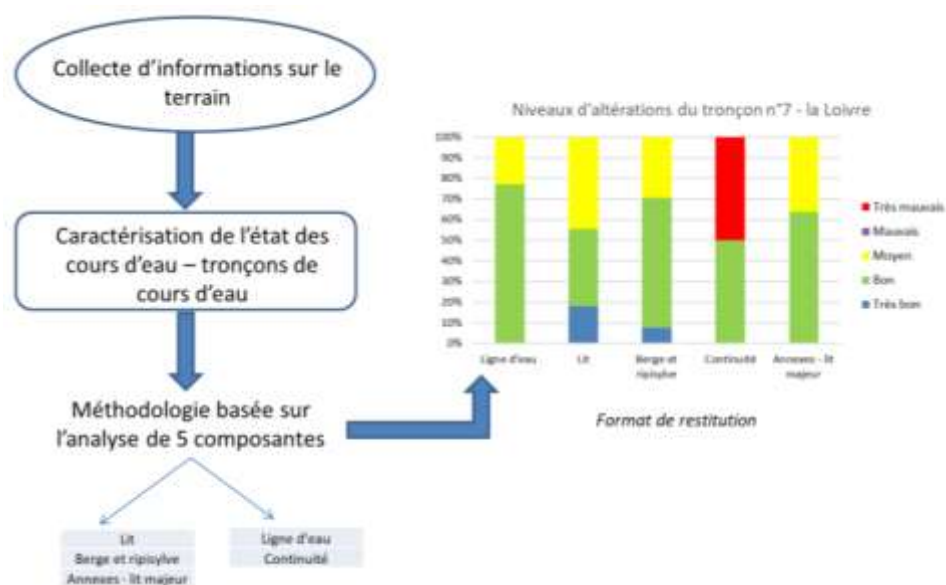 Collecte d'informations sur le
terrain
Caractérisation de l'état des
cours d'eau – tronçons de
cours d'eau
Méthodologie basée sur
l'analyse de 5 composantes
Lit
Berge et ripisylve
Annexes - lit majeur
Ligne d'eau
Continuité
Niveaux d'altérations du tronçon n°7 - la Loivre
100%
90%
80%
70%
60%
50%
40%
30%
20%
10%
0%
Ligne d'eau
Lit
Berge et
ripisylve
Continuité
Annexes - lit
majeur
Très mauvais
Mauvais
Moyen
Bon
Très bon
Format de restitution